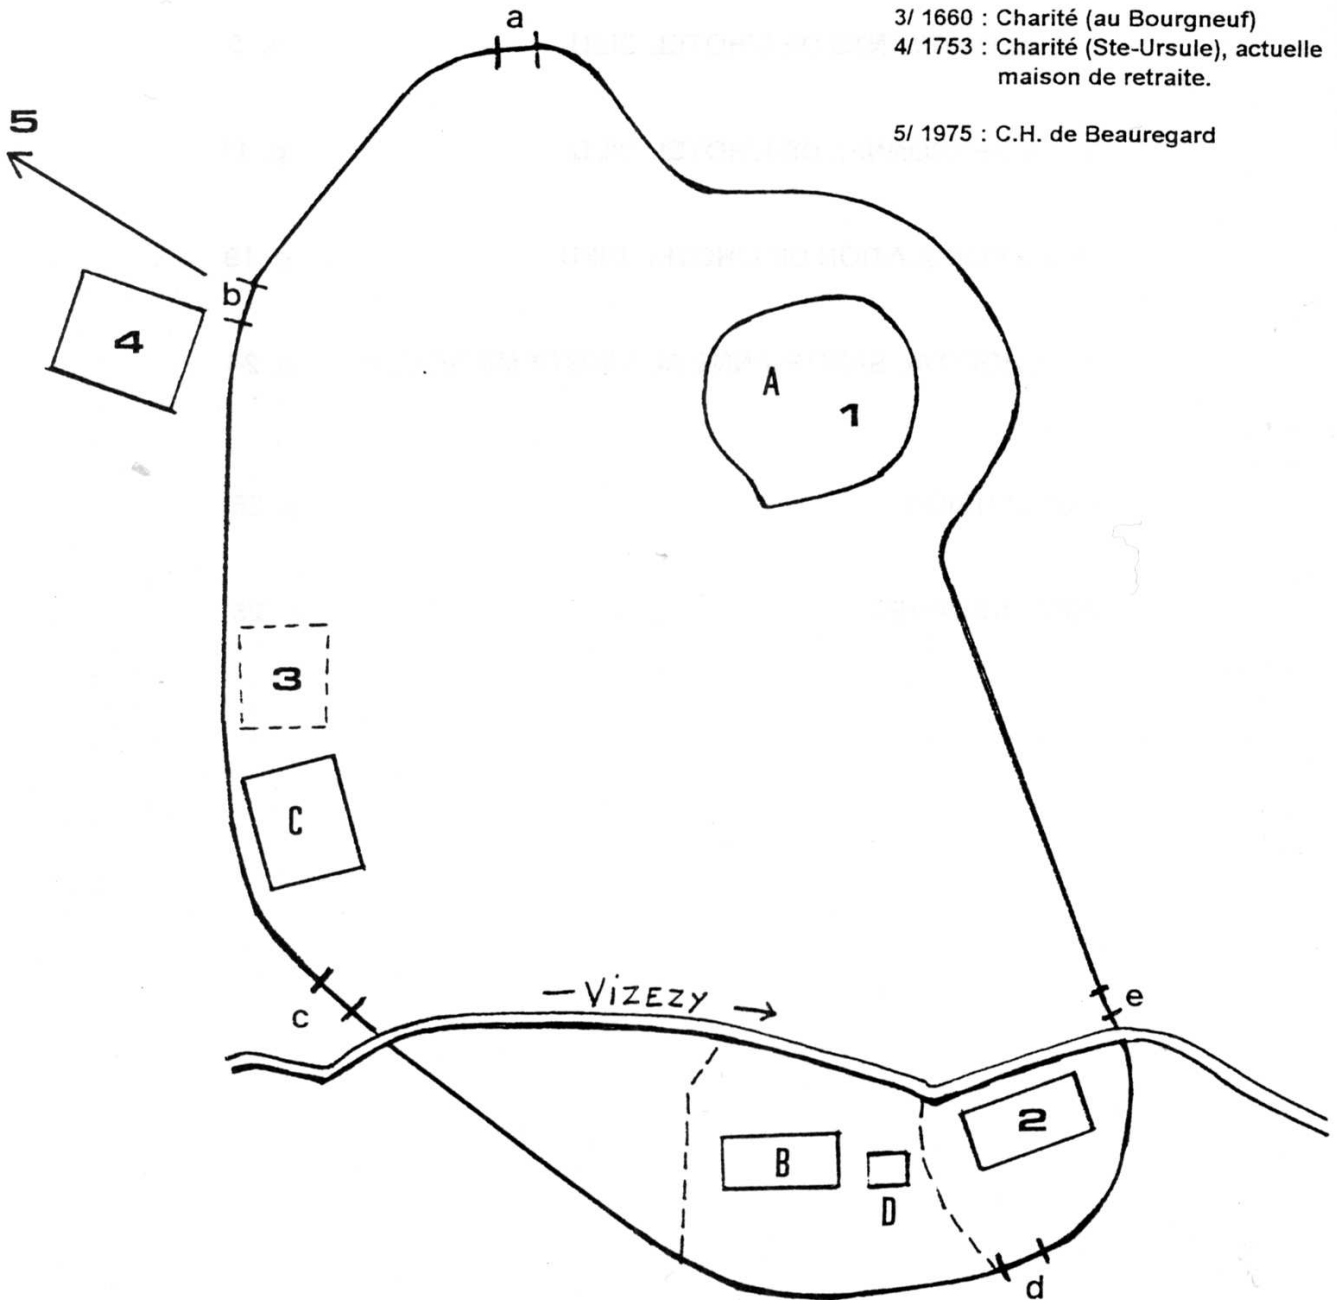 a
3/ 1660 : Charité (au Bourgneuf)
4/ 1753 : Charité (Ste-Ursule), actuelle
maison de retraite.
5/ 1975 : C.H. de Beauregard
5
b
4
A
1
3
C
c
– VIZEZY →
e
2
B
D
d